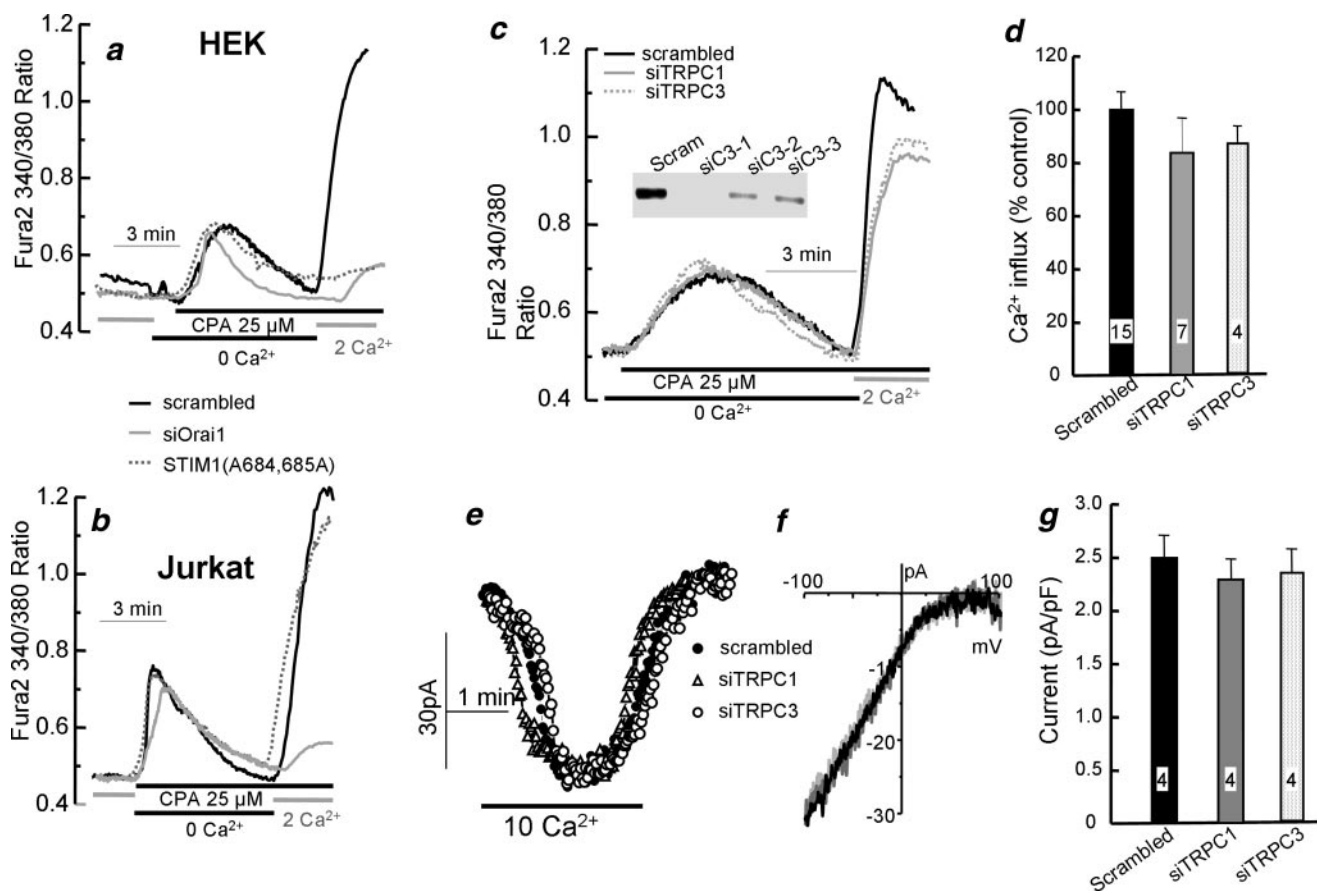 a
HEK
Fura2 340/380 Ratio
1.2
1.0
0.8
0.6
0.4
3 min
CPA 25 µM
0 Ca²⁺
2 Ca²⁺
scrambled
siOrai1
STIM1(A684,685A)
b
Jurkat
Fura2 340/380 Ratio
1.2
1.0
0.8
0.6
0.4
3 min
CPA 25 µM
0 Ca²⁺
2 Ca²⁺
c
scrambled
siTRPC1
siTRPC3
Fura2 340/380
Ratio
1.2
1.0
0.8
0.6
0.4
Scram
siC3-1
siC3-2
siC3-3
3 min
CPA 25 µM
0 Ca²⁺
2 Ca²⁺
d
Ca²⁺ influx (% control)
120
100
80
60
40
20
0
15
7
4
Scrambled
siTRPC1
siTRPC3
e
30pA
1 min
10 Ca²⁺
scrambled
siTRPC1
siTRPC3
f
-100
pA
100
mV
-10
-20
-30
g
Current (pA/pF)
3.0
2.5
2.0
1.5
1.0
0.5
0.0
4
4
4
Scrambled
siTRPC1
siTRPC3